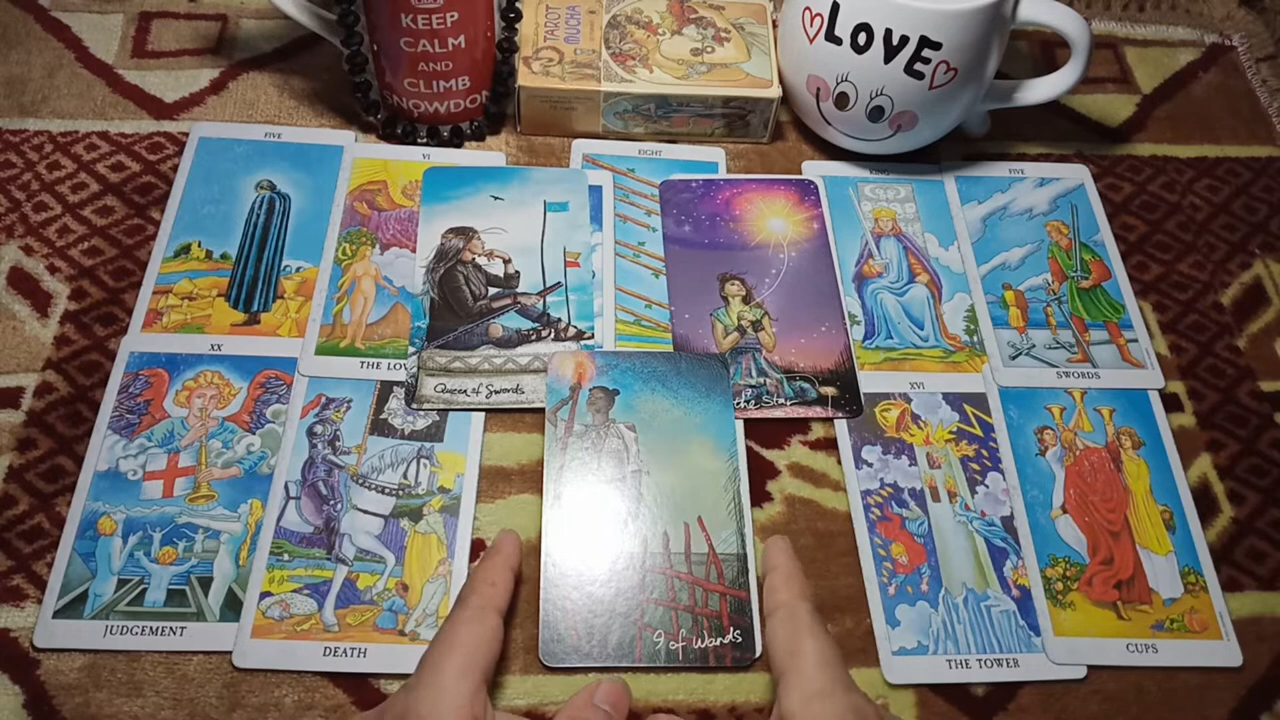 KEEP
CALM
AND
CLIMB
SNOWDON
TAROT
MUCHA
LOVE
FIVE
VI
EIGHT
KING
FIVE
THE LOV
Queen of Swords
17
the Star
SWORDS
XX
XVI
JUDGEMENT
DEATH
9 of Wands
THE TOWER
CUPS